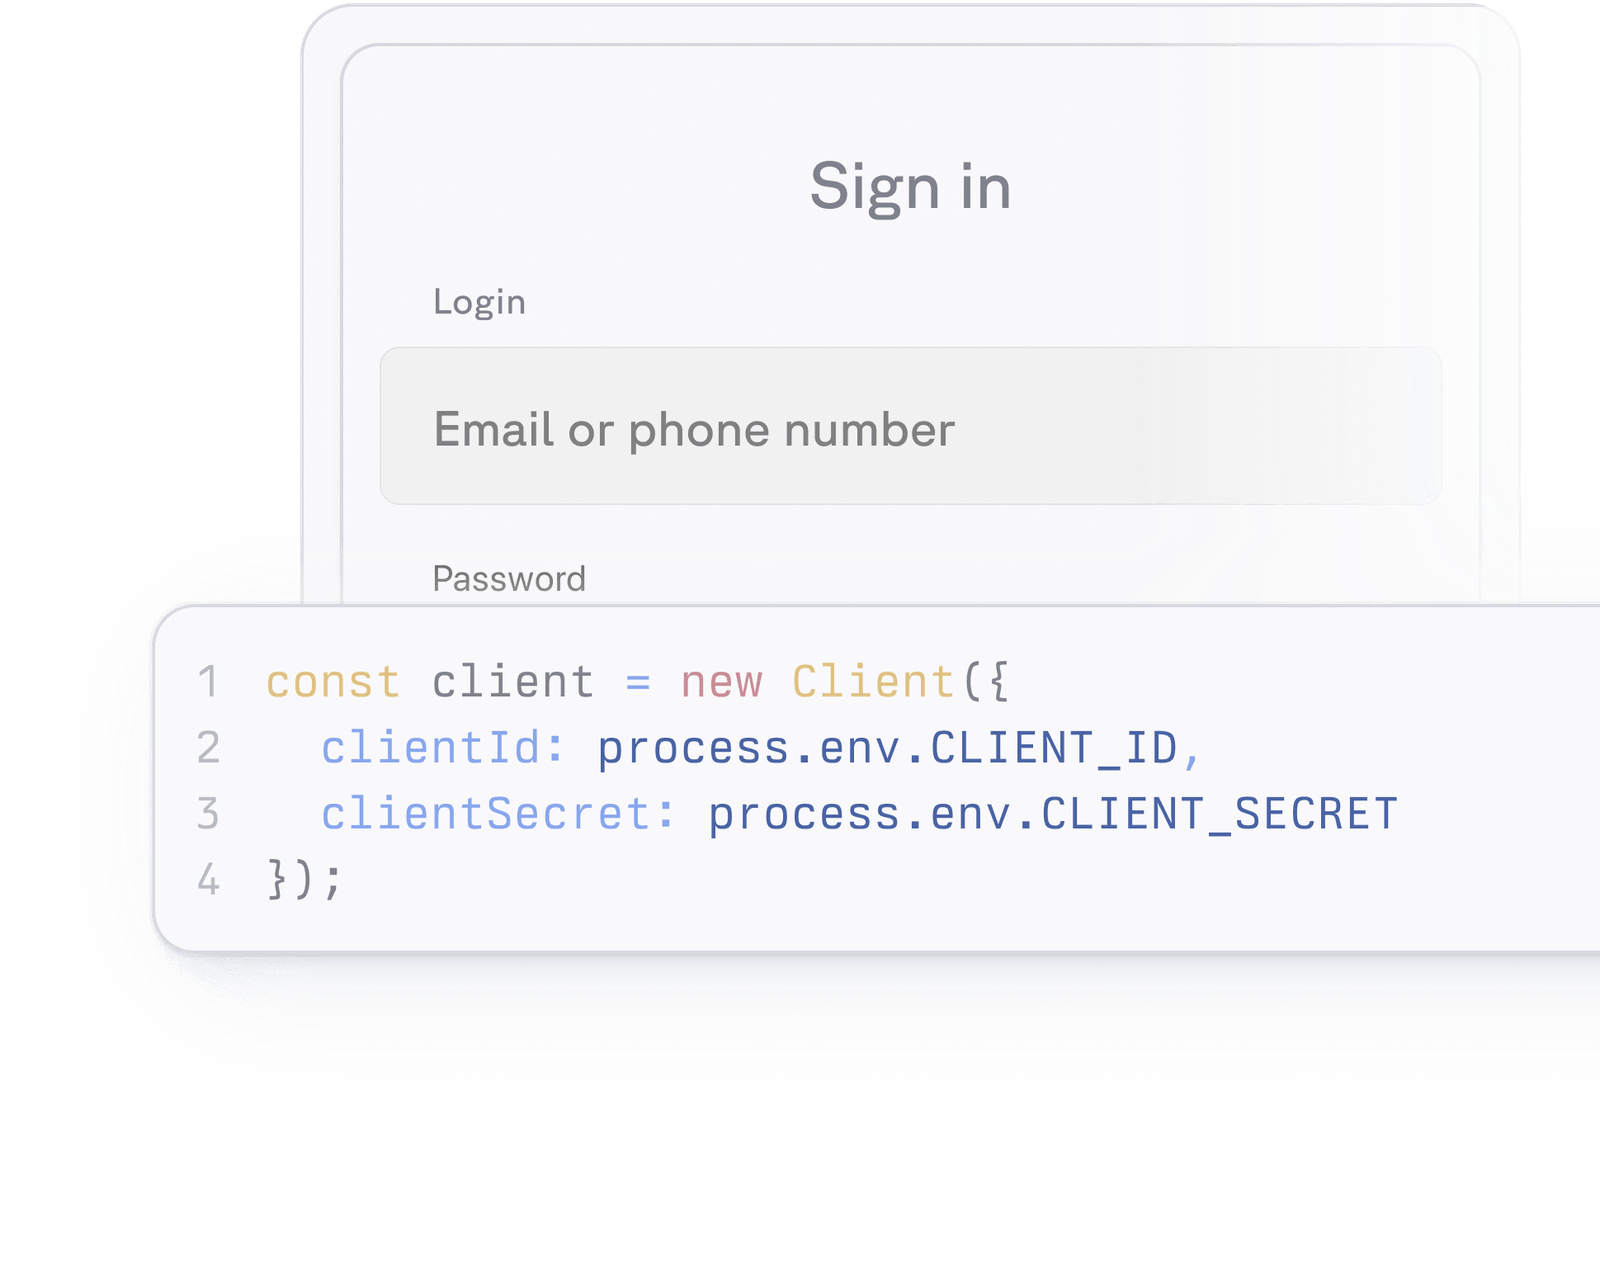 Sign in
Login
Email or phone number
Password
1 const client = new Client({
2   clientId: process.env.CLIENT_ID,
3   clientSecret: process.env.CLIENT_SECRET
4 });